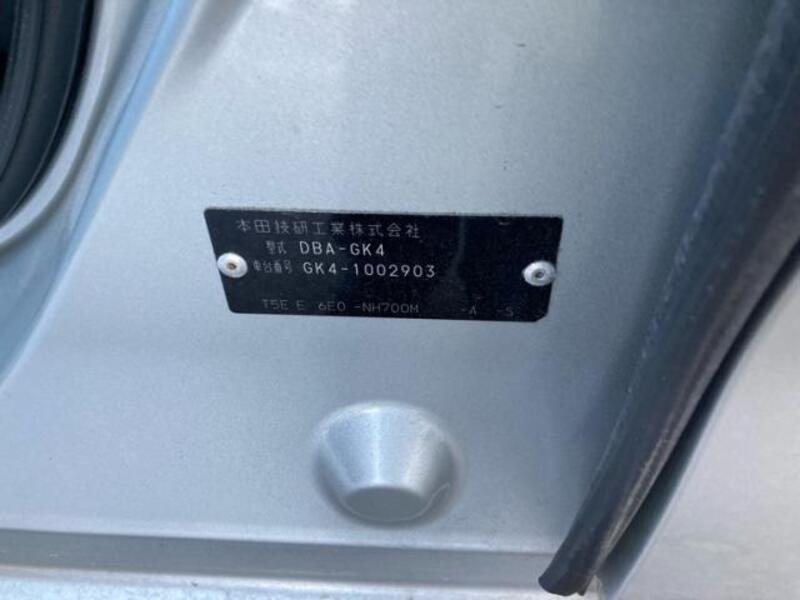 本田技研工業株式会社
型式 DBA-GK4
車台番号 GK4-1002903
T5E E 6E0 -NH700M -A -S